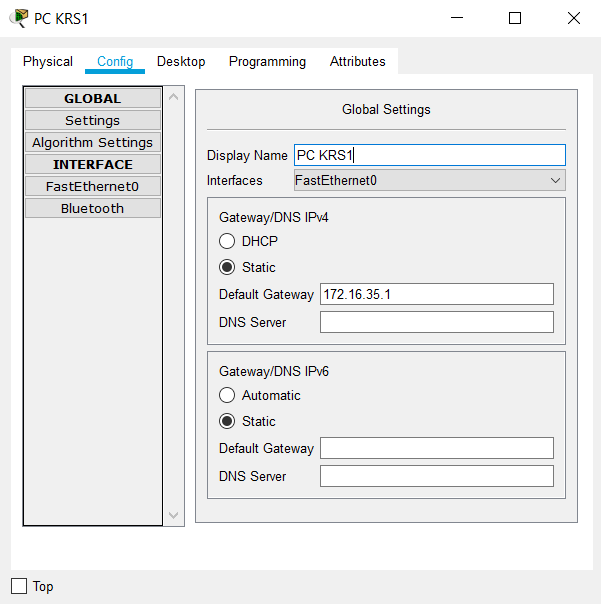 PC KRS1
Physical Config Desktop Programming Attributes
GLOBAL
Settings
Algorithm Settings
INTERFACE
FastEthernet0
Bluetooth
Global Settings
Display Name PC KRS1
Interfaces FastEthernet0
Gateway/DNS IPv4
DHCP
Static
Default Gateway 172.16.35.1
DNS Server
Gateway/DNS IPv6
Automatic
Static
Default Gateway
DNS Server
Top